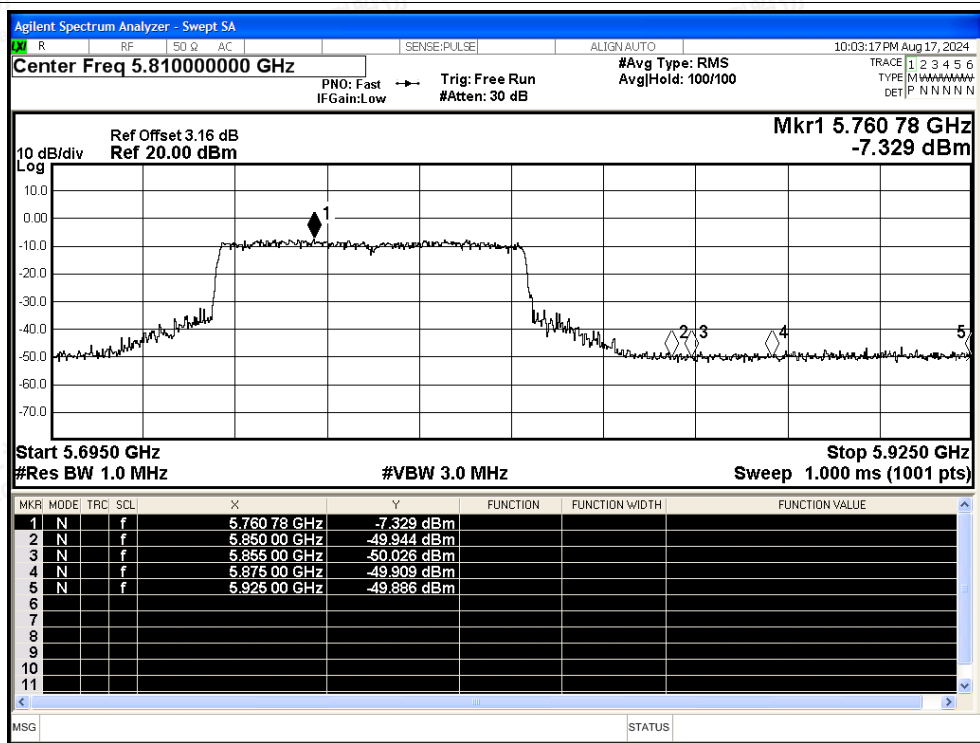 Agilent Spectrum Analyzer - Swept SA
LXI R RF 50 Ω AC SENSE:PULSE ALIGN AUTO 10:03:17 PM Aug 17, 2024
Center Freq 5.810000000 GHz
PNO: Fast
IFGain:Low
Trig: Free Run
#Atten: 30 dB
#Avg Type: RMS
Avg|Hold: 100/100
TRACE 1 2 3 4 5 6
TYPE M
DET P N N N N N
Mkr1 5.760 78 GHz
-7.329 dBm
Ref Offset 3.16 dB
10 dB/div Ref 20.00 dBm
Log
10.0
0.00
-10.0
-20.0
-30.0
-40.0
-50.0
-60.0
-70.0
1
2 3 4 5
Start 5.6950 GHz Stop 5.9250 GHz
#Res BW 1.0 MHz #VBW 3.0 MHz Sweep 1.000 ms (1001 pts)
MKR MODE TRC SCL X Y FUNCTION FUNCTION WIDTH FUNCTION VALUE
1 N f 5.760 78 GHz -7.329 dBm
2 N f 5.850 00 GHz -49.944 dBm
3 N f 5.855 00 GHz -50.026 dBm
4 N f 5.875 00 GHz -49.909 dBm
5 N f 5.925 00 GHz -49.886 dBm
6
7
8
9
10
11
MSG STATUS